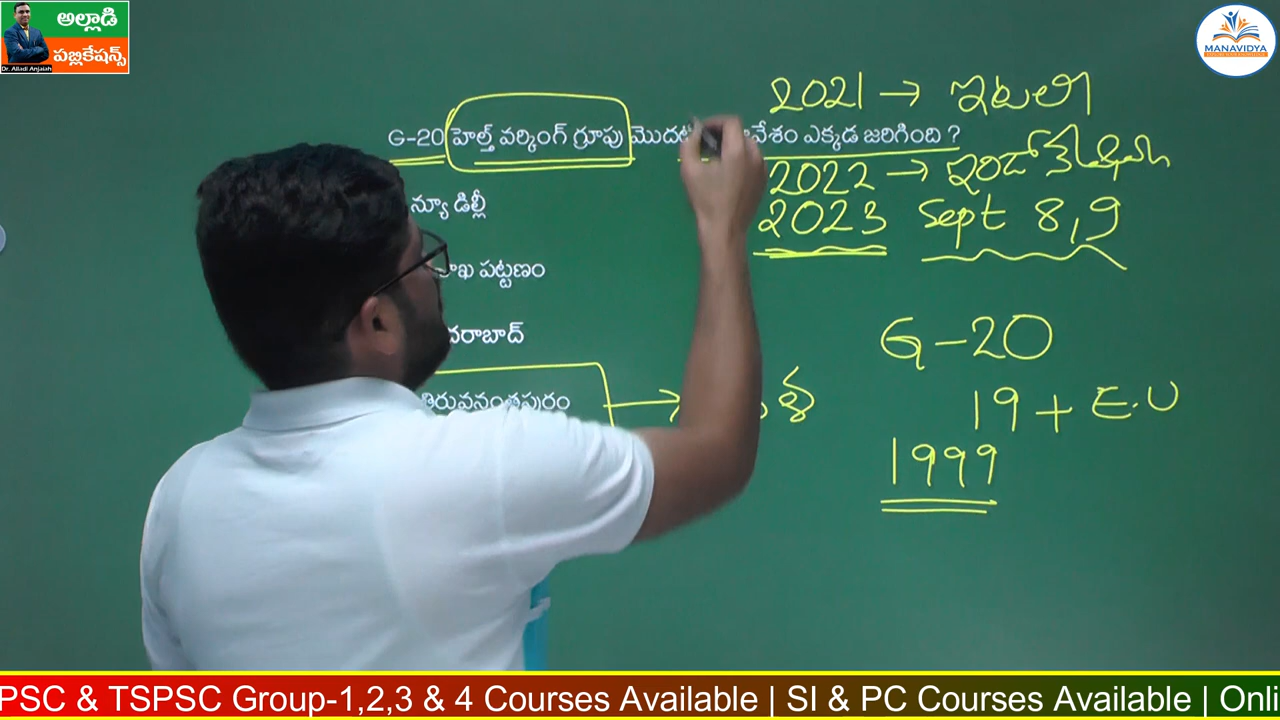 అల్లాడి
పబ్లికేషన్స్
Dr. Alladi Anjaiah
MANAVIDYA
2021 → ఇటలీ
G-20 హెల్త్ వర్కింగ్ గ్రూపు మొదటి ఎక్కడ జరిగింది ?
2022 →
2023 Sept 8,9
న్యూ డిల్లీ
పట్టణం
తిరువనంతపురం →
G-20
19 + E.U
1999
PSC & TSPSC Group-1,2,3 & 4 Courses Available | SI & PC Courses Available | Onli